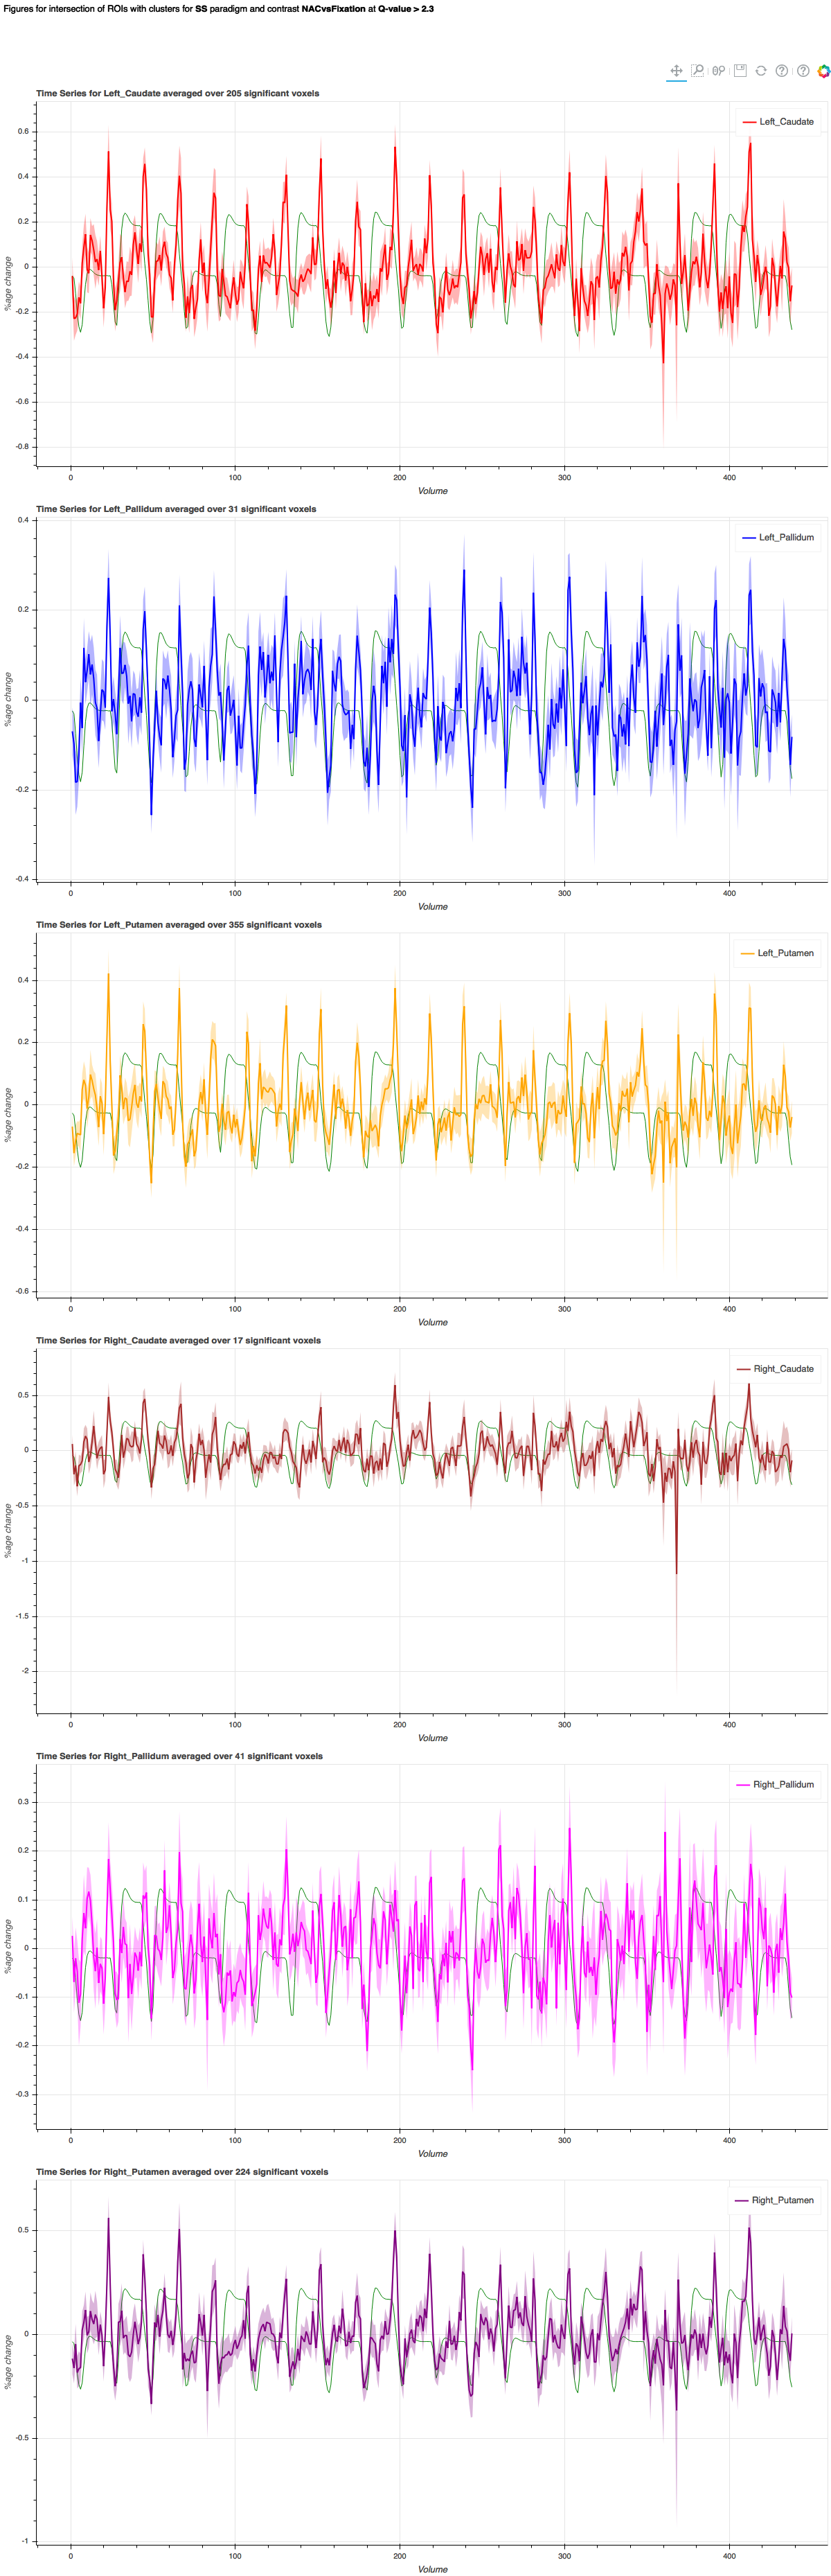 Figures for intersection of ROIs with clusters for SS paradigm and contrast NACvsFixation at Q-value > 2.3
Time Series for Left_Caudate averaged over 205 significant voxels
Left_Caudate
0.6
0.4
0.2
0
-0.2
-0.4
-0.6
-0.8
%age change
0 100 200 300 400
Volume
Time Series for Left_Pallidum averaged over 31 significant voxels
Left_Pallidum
0.4
0.2
0
-0.2
-0.4
%age change
0 100 200 300 400
Volume
Time Series for Left_Putamen averaged over 355 significant voxels
Left_Putamen
0.4
0.2
0
-0.2
-0.4
-0.6
%age change
0 100 200 300 400
Volume
Time Series for Right_Caudate averaged over 17 significant voxels
Right_Caudate
0.5
0
-0.5
-1
-1.5
-2
%age change
0 100 200 300 400
Volume
Time Series for Right_Pallidum averaged over 41 significant voxels
Right_Pallidum
0.3
0.2
0.1
0
-0.1
-0.2
-0.3
%age change
0 100 200 300 400
Volume
Time Series for Right_Putamen averaged over 224 significant voxels
Right_Putamen
0.5
0
-0.5
-1
%age change
0 100 200 300 400
Volume